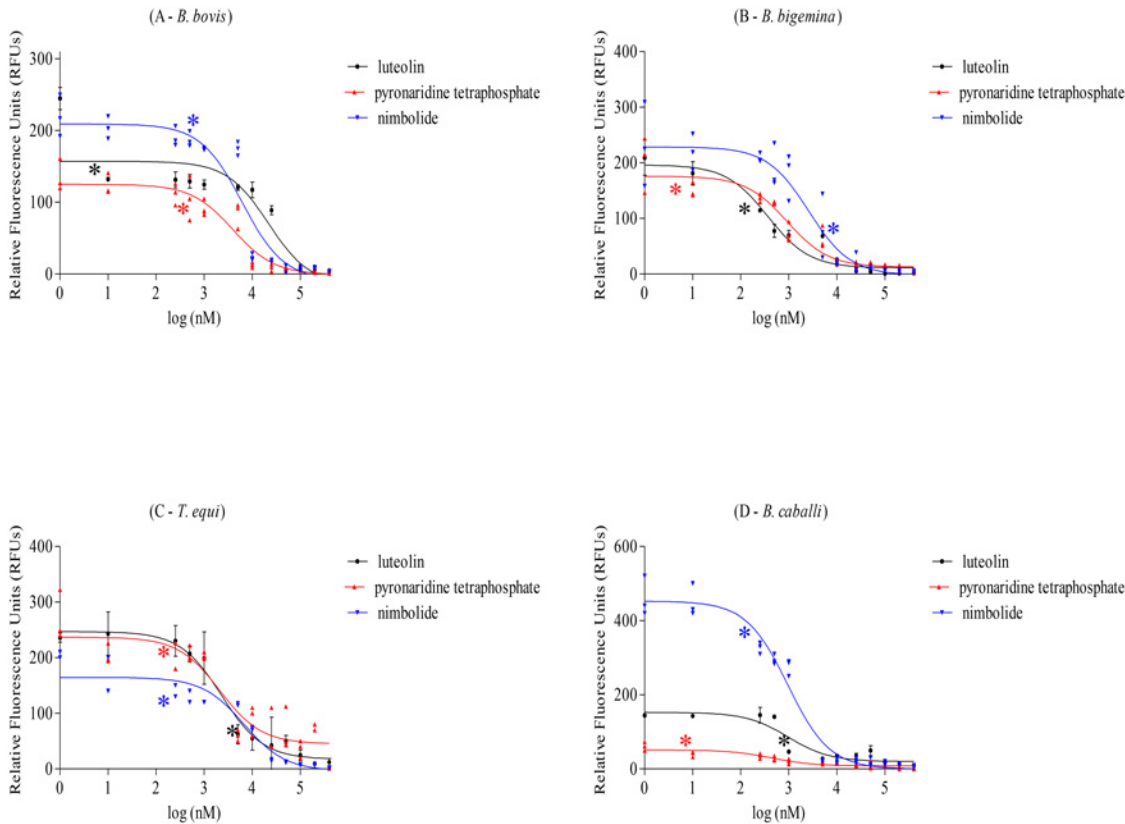 (A - B. bovis)
Relative Fluorescence Units (RFUs)
300
200
100
0
*
*
*
0 1 2 3 4 5
log (nM)
luteolin
pyronaridine tetraphosphate
nimbolide
(B - B. bigemina)
Relative Fluorescence Units (RFUs)
400
300
200
100
0
*
*
*
0 1 2 3 4 5
log (nM)
luteolin
pyronaridine tetraphosphate
nimbolide
(C - T. equi)
Relative Fluorescence Units (RFUs)
400
300
200
100
0
*
*
*
0 1 2 3 4 5
log (nM)
luteolin
pyronaridine tetraphosphate
nimbolide
(D - B. caballi)
Relative Fluorescence Units (RFUs)
600
400
200
0
*
*
*
0 1 2 3 4 5
log (nM)
luteolin
pyronaridine tetraphosphate
nimbolide